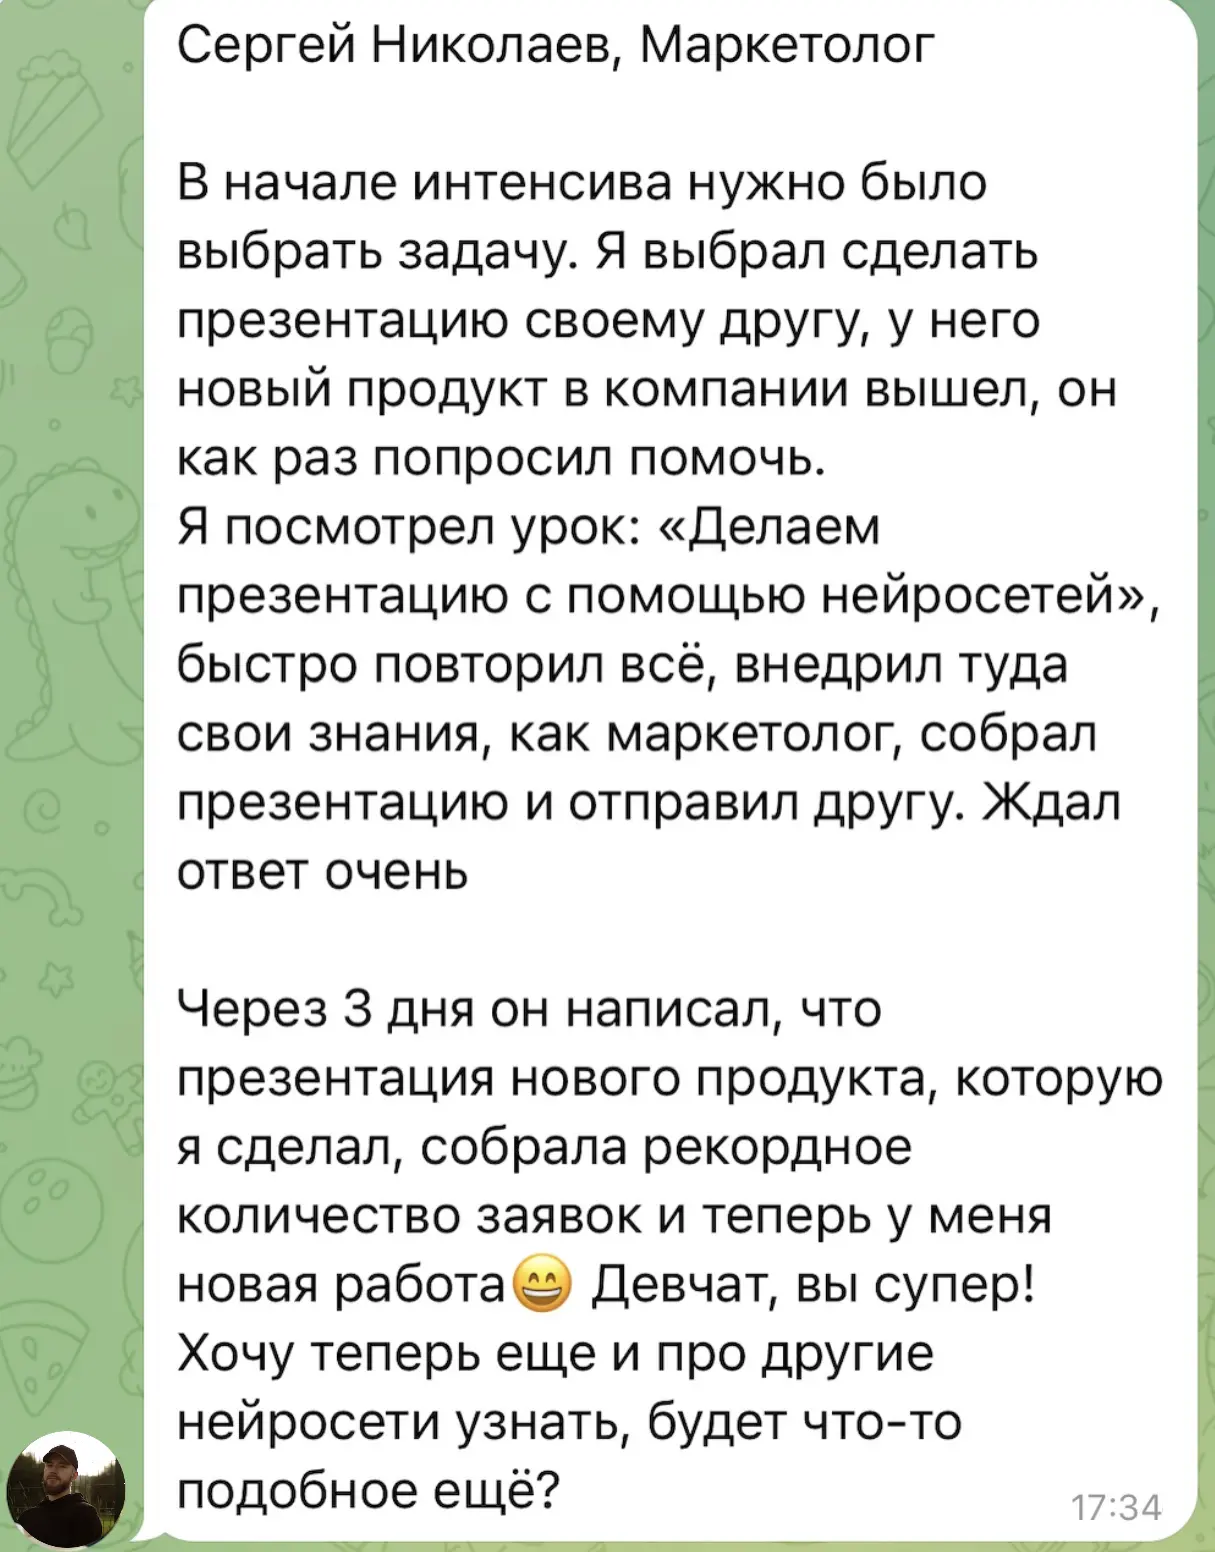 Сергей Николаев, Маркетолог
В начале интенсива нужно было
выбрать задачу. Я выбрал сделать
презентацию своему другу, у него
новый продукт в компании вышел, он
как раз попросил помочь.
Я посмотрел урок: «Делаем
презентацию с помощью нейросетей»,
быстро повторил всё, внедрил туда
свои знания, как маркетолог, собрал
презентацию и отправил другу. Ждал
ответ очень
Через 3 дня он написал, что
презентация нового продукта, которую
я сделал, собрала рекордное
количество заявок и теперь у меня
новая работа😄 Девчат, вы супер!
Хочу теперь еще и про другие
нейросети узнать, будет что-то
подобное ещё?
17:34